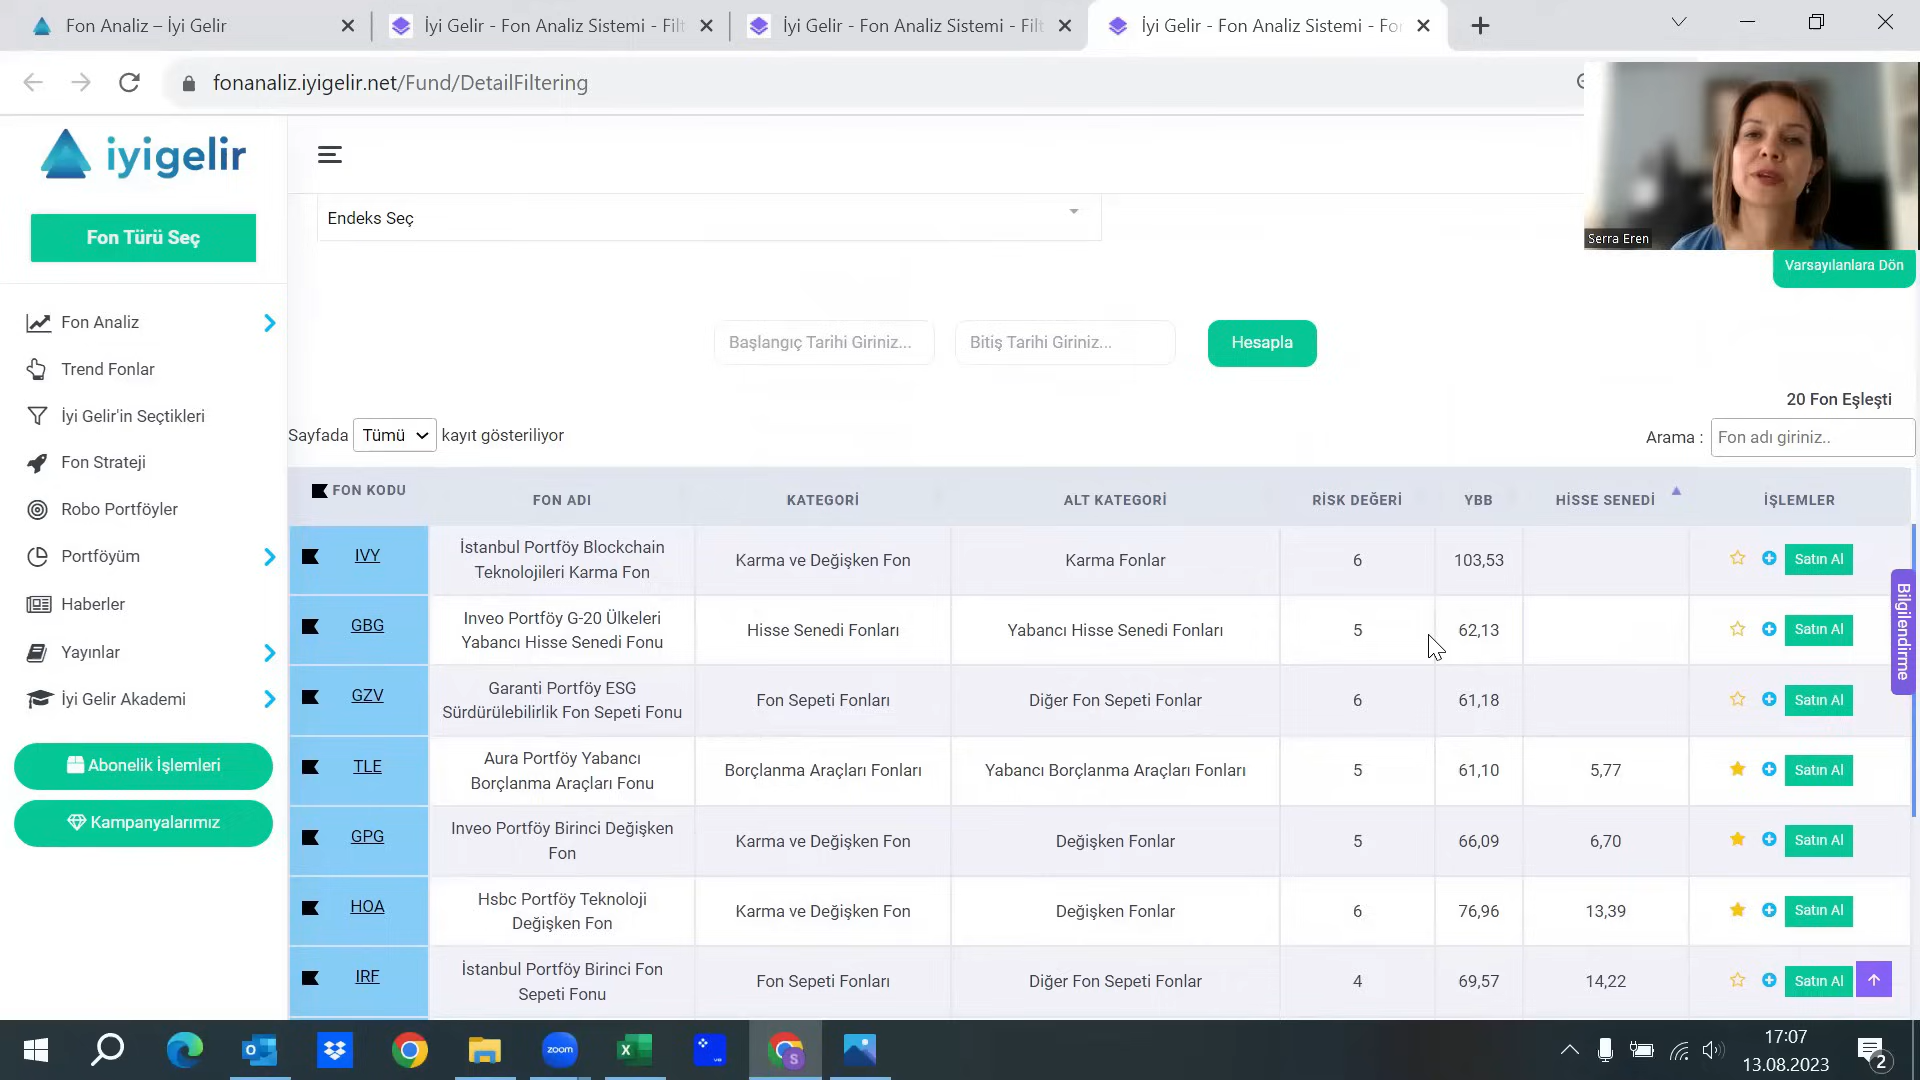 Fon Analiz – İyi Gelir
İyi Gelir - Fon Analiz Sistemi - Filt
İyi Gelir - Fon Analiz Sistemi - Filt
İyi Gelir - Fon Analiz Sistemi - For
fonanaliz.iyigelir.net/Fund/DetailFiltering
iyigelir
Fon Türü Seç
Fon Analiz
Trend Fonlar
İyi Gelir'in Seçtikleri
Fon Strateji
Robo Portföyler
Portföyüm
Haberler
Yayınlar
İyi Gelir Akademi
Abonelik İşlemleri
Kampanyalarımız
Endeks Seç
Serra Eren
Varsayılanlara Dön
Başlangıç Tarihi Giriniz...
Bitiş Tarihi Giriniz...
Hesapla
20 Fon Eşleşti
Sayfada Tümü kayıt gösteriliyor
Arama : Fon adı giriniz..
FON KODU FON ADI KATEGORİ ALT KATEGORİ RİSK DEĞERİ YBB HİSSE SENEDİ İŞLEMLER
IVY İstanbul Portföy Blockchain
Teknolojileri Karma Fon Karma ve Değişken Fon Karma Fonlar 6 103,53 Satın Al
GBG Inveo Portföy G-20 Ülkeleri
Yabancı Hisse Senedi Fonu Hisse Senedi Fonları Yabancı Hisse Senedi Fonları 5 62,13 Satın Al
GZV Garanti Portföy ESG
Sürdürülebilirlik Fon Sepeti Fonu Fon Sepeti Fonları Diğer Fon Sepeti Fonlar 6 61,18 Satın Al
TLE Aura Portföy Yabancı
Borçlanma Araçları Fonu Borçlanma Araçları Fonları Yabancı Borçlanma Araçları Fonları 5 61,10 5,77 Satın Al
GPG Inveo Portföy Birinci Değişken
Fon Karma ve Değişken Fon Değişken Fonlar 5 66,09 6,70 Satın Al
HOA Hsbc Portföy Teknoloji
Değişken Fon Karma ve Değişken Fon Değişken Fonlar 6 76,96 13,39 Satın Al
IRF İstanbul Portföy Birinci Fon
Sepeti Fonu Fon Sepeti Fonları Diğer Fon Sepeti Fonlar 4 69,57 14,22 Satın Al
Bilgilendirme
zoom
S
17:07
13.08.2023
2